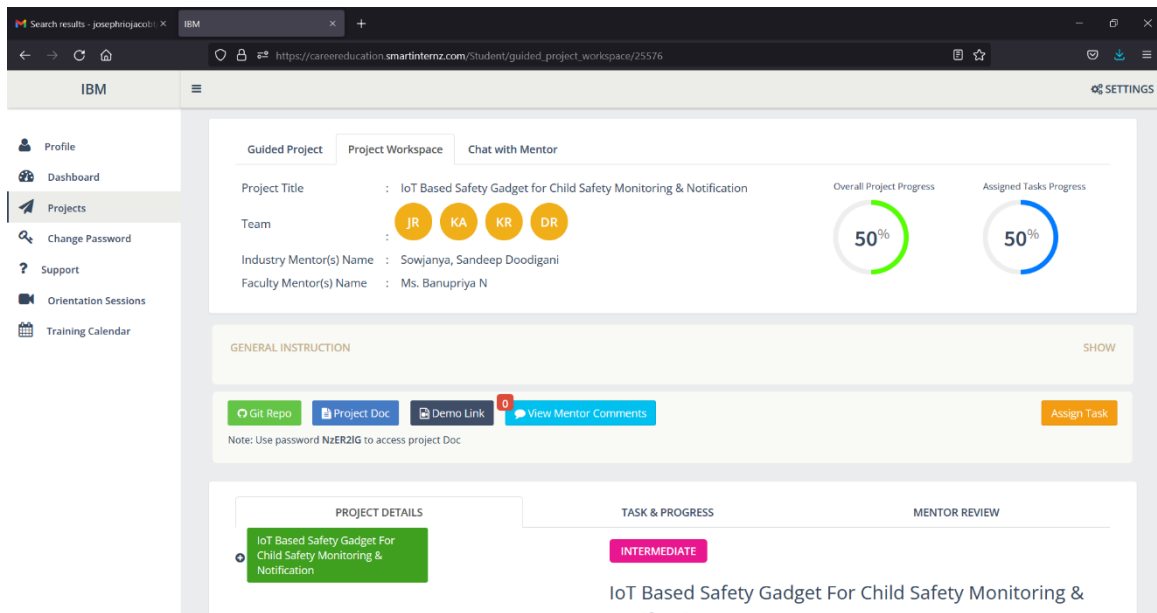 Search results - josephriojacobt
IBM
https://careereducation.smartinternz.com/Student/guided_project_workspace/25576
IBM
SETTINGS
Profile
Dashboard
Projects
Change Password
Support
Orientation Sessions
Training Calendar
Guided Project Project Workspace Chat with Mentor
Project Title : IoT Based Safety Gadget for Child Safety Monitoring & Notification
Team : JR KA KR DR
Industry Mentor(s) Name : Sowjanya, Sandeep Doodigani
Faculty Mentor(s) Name : Ms. Banupriya N
Overall Project Progress Assigned Tasks Progress
50% 50%
GENERAL INSTRUCTION SHOW
Git Repo Project Doc Demo Link 0 View Mentor Comments Assign Task
Note: Use password NzER2lG to access project Doc
PROJECT DETAILS TASK & PROGRESS MENTOR REVIEW
IoT Based Safety Gadget For
Child Safety Monitoring &
Notification
INTERMEDIATE
IoT Based Safety Gadget For Child Safety Monitoring &